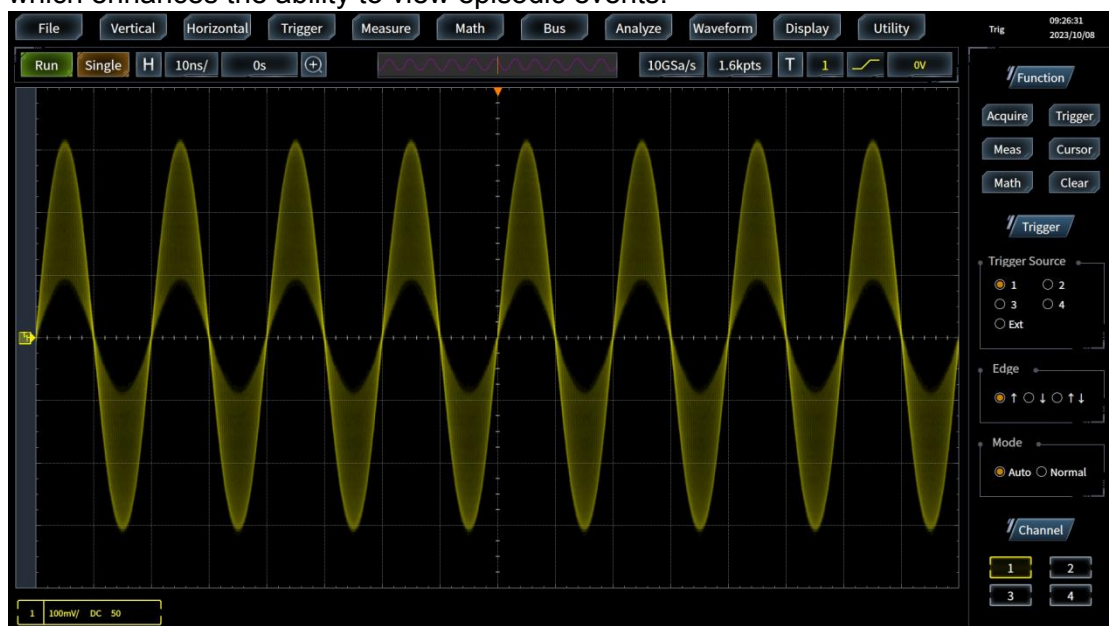 which enhances the ability to view episodic events.
File Vertical Horizontal Trigger Measure Math Bus Analyze Waveform Display Utility Trig 09:26:31
2023/10/08
Run Single H 10ns/ 0s 10GSa/s 1.6kpts T 1 0V
Function
Acquire Trigger
Meas Cursor
Math Clear
Trigger
Trigger Source
1 2
3 4
Ext
Edge
↑ ↓ ↑↓
Mode
Auto Normal
Channel
1 2
3 4
1 100mV/ DC 50